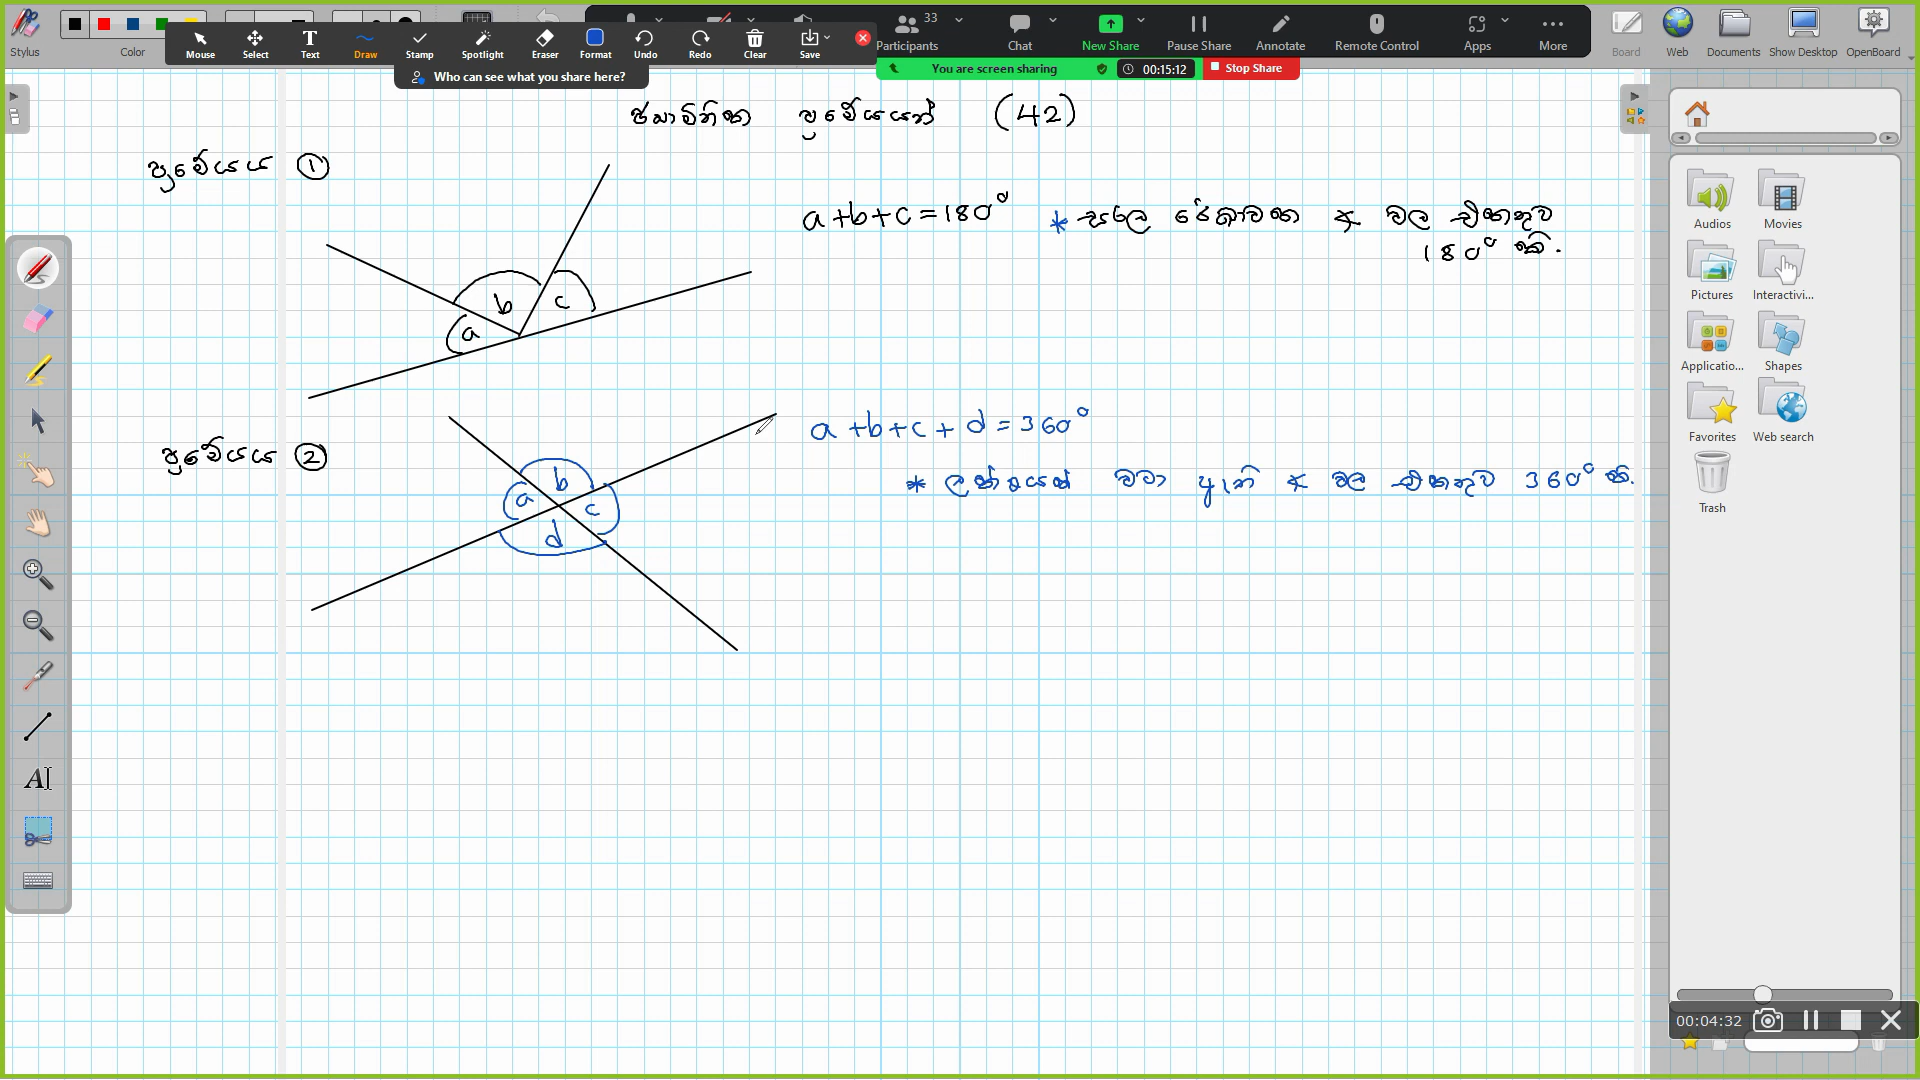 Stylus
Color
Mouse Select Text Draw Stamp Spotlight Eraser Format Undo Redo Clear Save
Who can see what you share here?
33
Participants Chat New Share Pause Share Annotate Remote Control Apps More
You are screen sharing 00:15:12 Stop Share
Board Web Documents Show Desktop OpenBoard
ජ්‍යාමිතික ප්‍රමේයයන් (42)
ප්‍රමේයය 1
a+b+c=180° * සරල රේඛාවක ∢ වල එකතුව
180° කි.
b c
a
ප්‍රමේයය 2
a+b+c+d=360°
* ලක්ෂයක් වටා ඇති ∢ වල එකතුව 360° කි.
a b c
d
Audios Movies
Pictures Interactivi...
Applicatio... Shapes
Favorites Web search
Trash
00:04:32